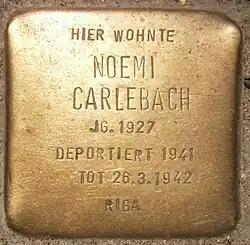 HIER WOHNTE
NOEMI
CARLEBACH
JG. 1927
DEPORTIERT 1941
TOT 26.3.1942
RIGA